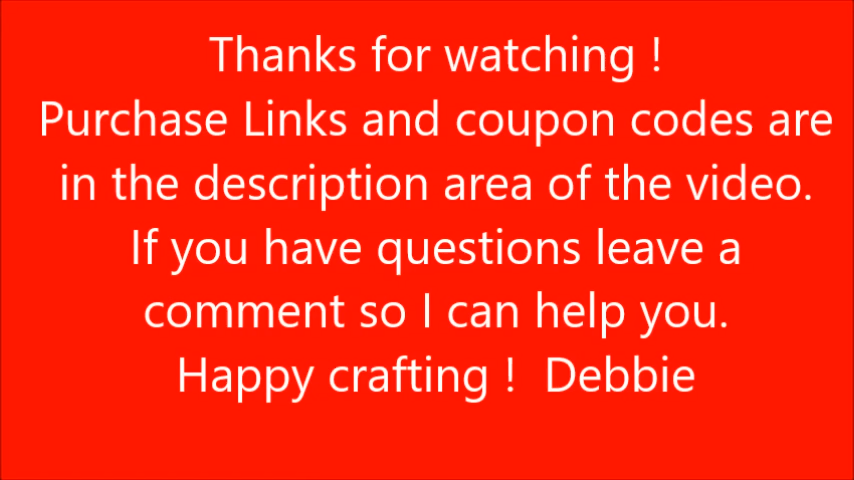 Thanks for watching !
Purchase Links and coupon codes are
in the description area of the video.
If you have questions leave a
comment so I can help you.
Happy crafting !  Debbie